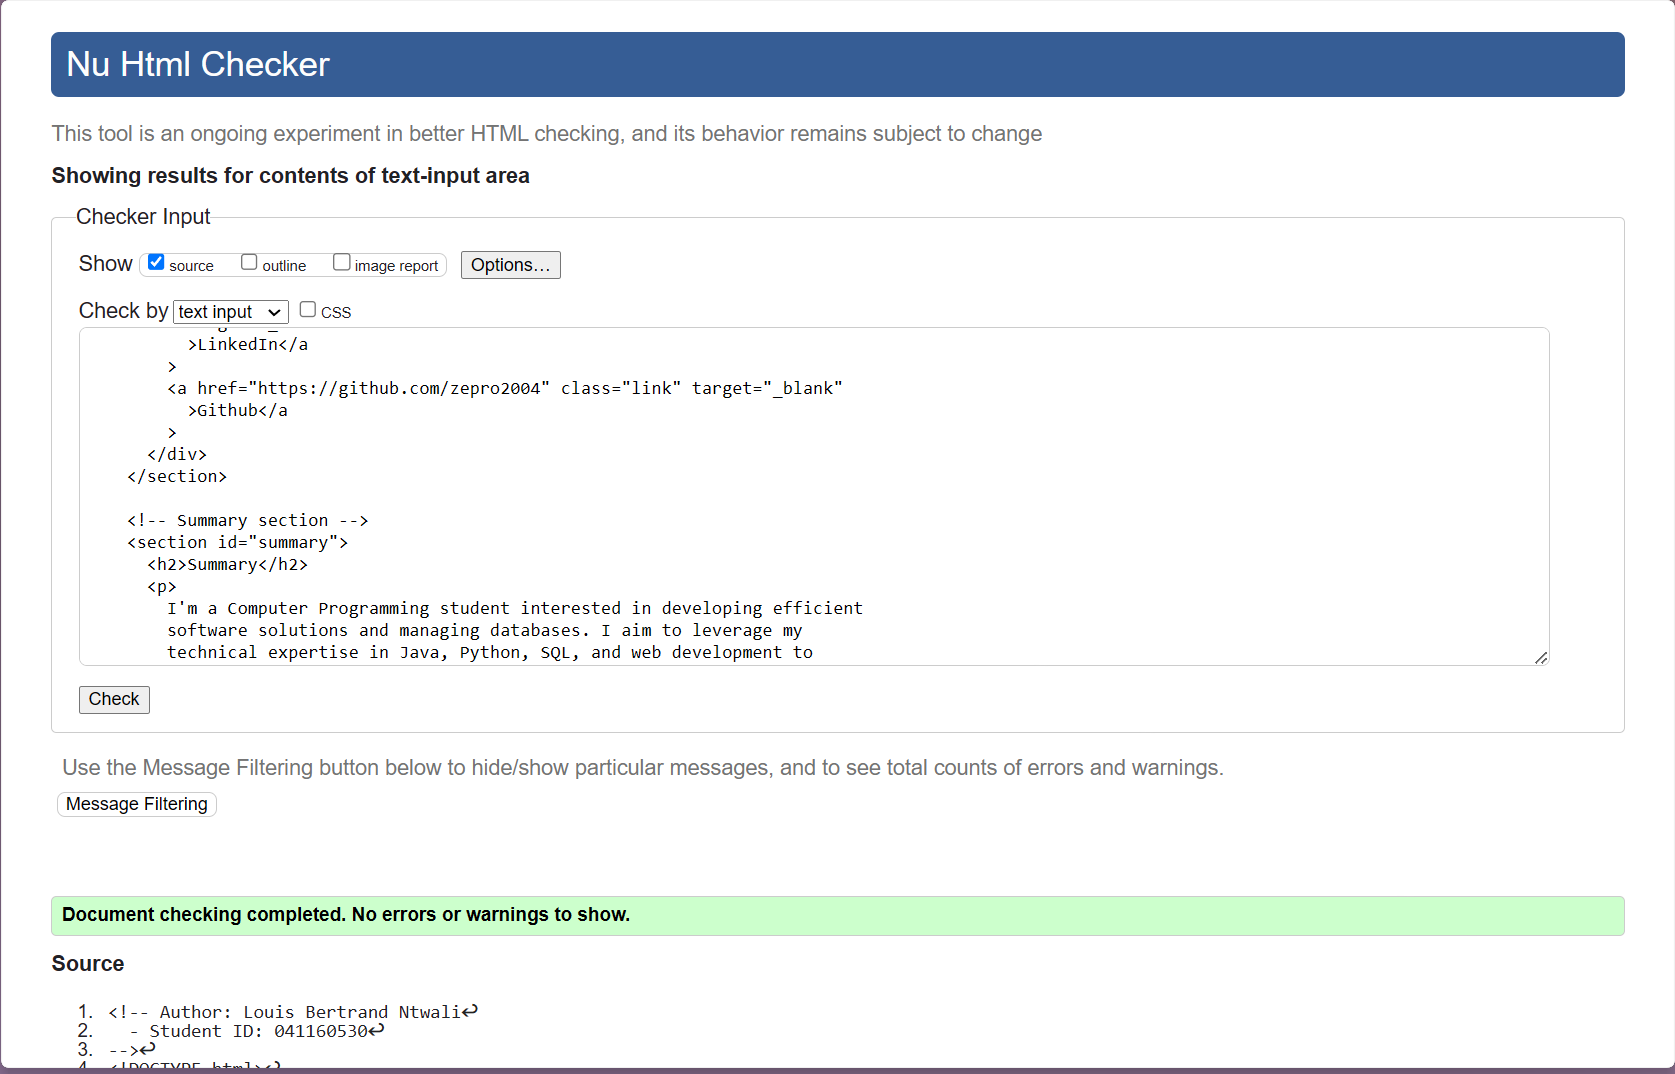 Nu Html Checker
This tool is an ongoing experiment in better HTML checking, and its behavior remains subject to change
Showing results for contents of text-input area
Checker Input
Show source outline image report Options...
Check by text input CSS
>LinkedIn</a
>
<a href="https://github.com/zepro2004" class="link" target="_blank"
>Github</a
>
</div>
</section>
<!-- Summary section -->
<section id="summary">
<h2>Summary</h2>
<p>
I'm a Computer Programming student interested in developing efficient
software solutions and managing databases. I aim to leverage my
technical expertise in Java, Python, SQL, and web development to
Check
Use the Message Filtering button below to hide/show particular messages, and to see total counts of errors and warnings.
Message Filtering
Document checking completed. No errors or warnings to show.
Source
1. <!-- Author: Louis Bertrand Ntwali↩
2. - Student ID: 041160530↩
3. -->↩
4. <!DOCTYPE html>↩